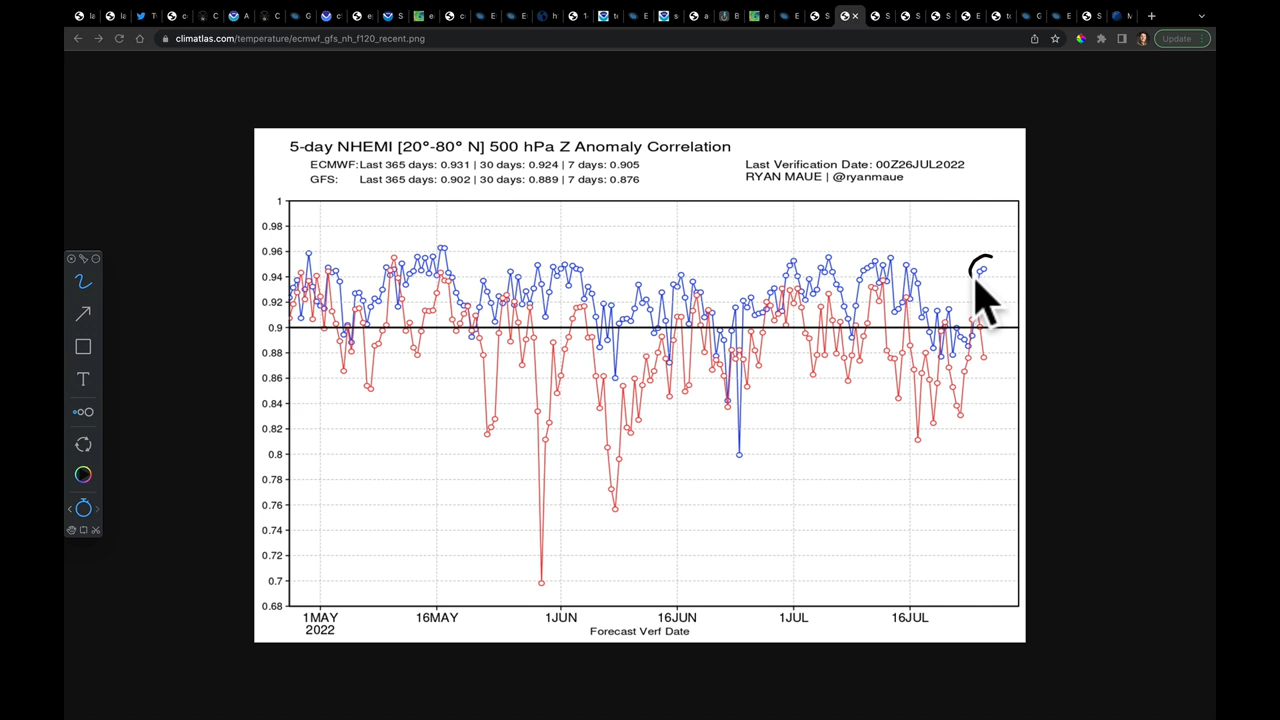 climatlas.com/temperature/ecmwf_gfs_nh_f120_recent.png
Update
5-day NHEMI [20°-80° N] 500 hPa Z Anomaly Correlation
ECMWF:Last 365 days: 0.931 | 30 days: 0.924 | 7 days: 0.905
Last Verification Date: 00Z26JUL2022
GFS: Last 365 days: 0.902 | 30 days: 0.889 | 7 days: 0.876
RYAN MAUE | @ryanmaue
1
0.98
0.96
0.94
0.92
0.9
0.88
0.86
0.84
0.82
0.8
0.78
0.76
0.74
0.72
0.7
0.68
T
1MAY 16MAY 1JUN 16JUN 1JUL 16JUL
2022
Forecast Verf Date